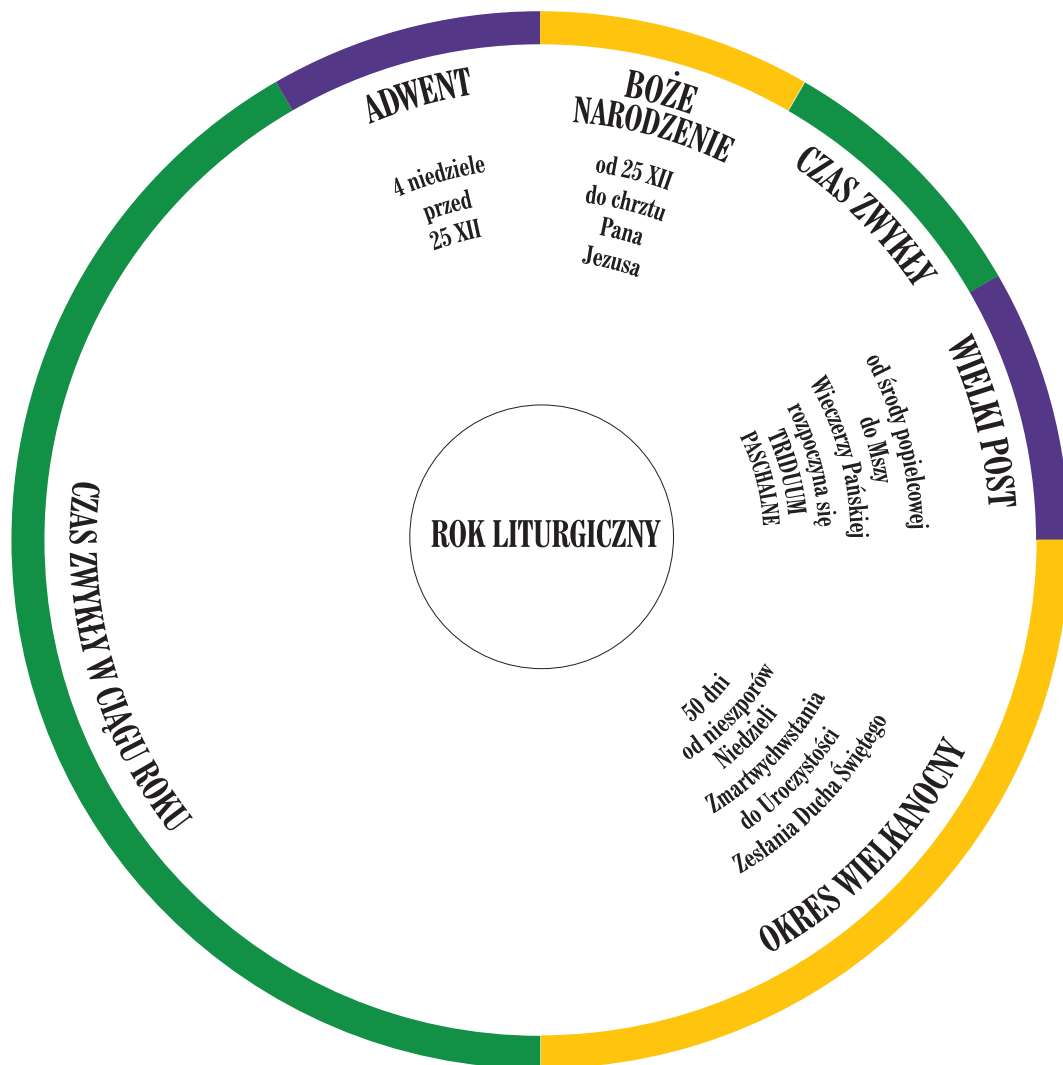 ADWENT
4 niedziele
przed
25 XII
BOŻE
NARODZENIE
od 25 XII
do chrztu
Pana
Jezusa
CZAS ZWYKŁY
WIELKI POST
od środy popielcowej
do Mszy
Wieczerzy Pańskiej
rozpoczyna się
TRIDUUM
PASCHALNE
ROK LITURGICZNY
50 dni
od nieszporów
Niedzieli
Zmartwychwstania
do Uroczystości
Zesłania Ducha Świętego
OKRES WIELKANOCNY
CZAS ZWYKŁY W CIĄGU ROKU